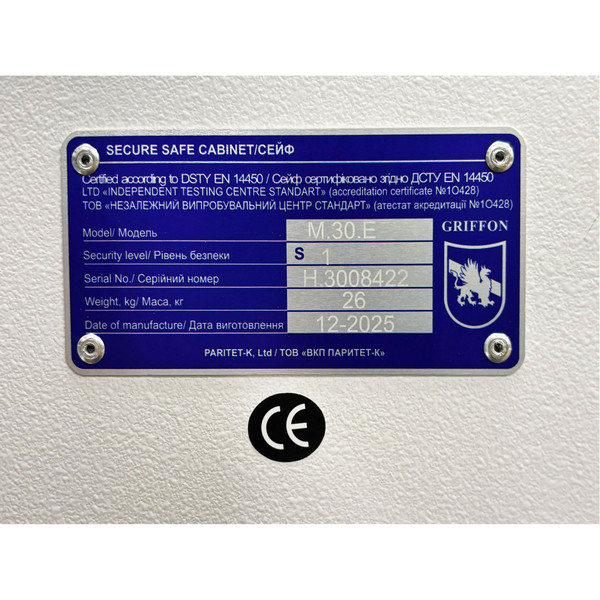 SECURE SAFE CABINET/СЕЙФ
Certified according to DSTY EN 14450 / Сейф сертифіковано згідно ДСТУ EN 14450
LTD «INDEPENDENT TESTING CENTRE STANDART» (accreditation certificate №1O428)
ТОВ «НЕЗАЛЕЖНИЙ ВИПРОБУВАЛЬНИЙ ЦЕНТР СТАНДАРТ» (атестат акредитації №1O428)
Model/ Модель M.30.E
GRIFFON
Security level/ Рівень безпеки S 1
Serial No./ Серійний номер H.3008422
Weight, kg/ Маса, кг 26
Date of manufacture/ Дата виготовлення 12-2025
PARITET-K, Ltd / ТОВ «ВКП ПАРИТЕТ-К»
CE